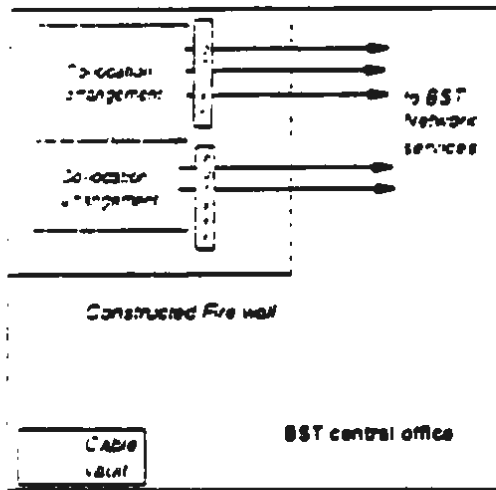 Collocation
arrangement
to BST
Network
services
Collocation
arrangement
Constructed Fire wall
BST central office
Cable
vault